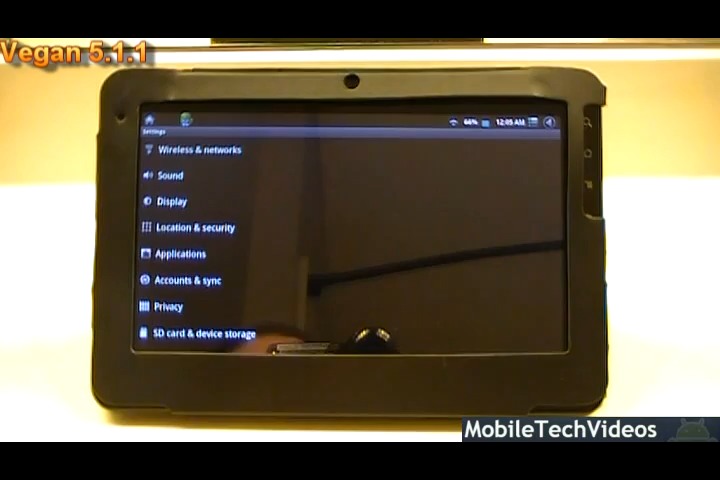 Vegan 5.1.1
66% 12:05 AM
Settings
Wireless & networks
Sound
Display
Location & security
Applications
Accounts & sync
Privacy
SD card & device storage
MobileTechVideos